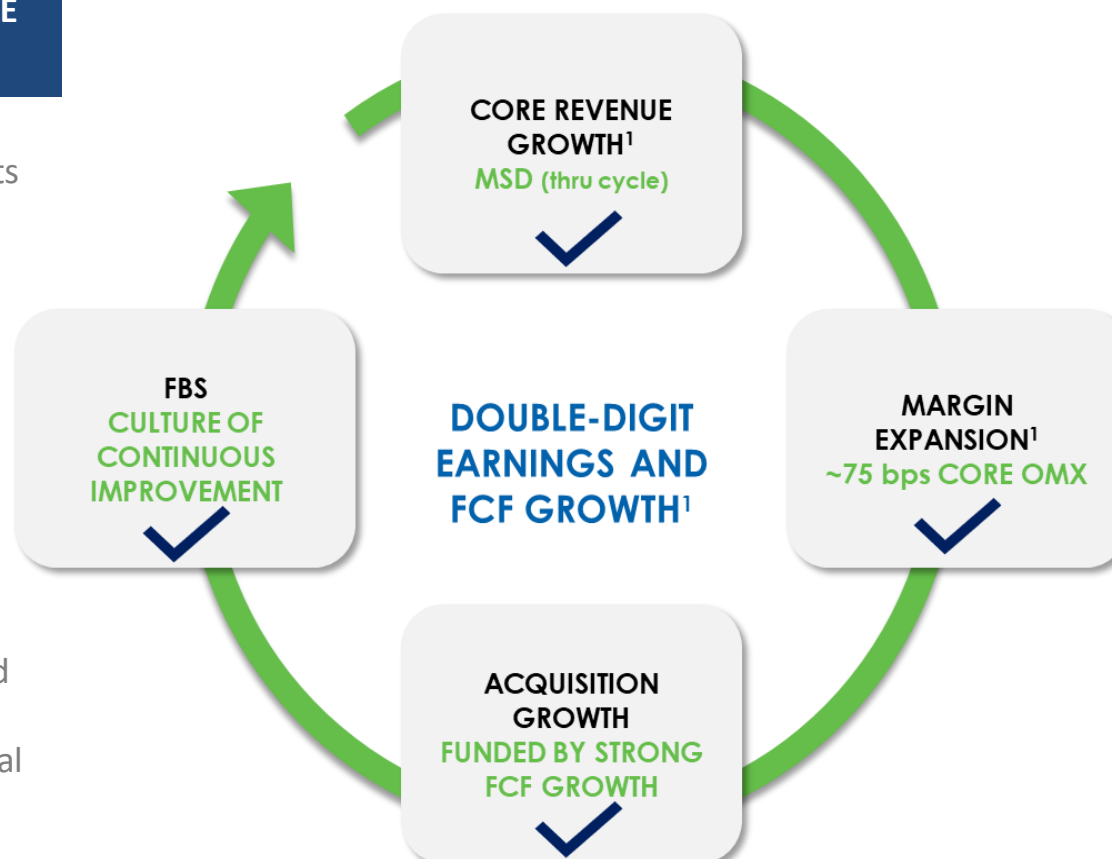 CORE REVENUE
GROWTH¹
MSD (thru cycle)
FBS
CULTURE OF
CONTINUOUS
IMPROVEMENT
DOUBLE-DIGIT
EARNINGS AND
FCF GROWTH¹
MARGIN
EXPANSION¹
~75 bps CORE OMX
ACQUISITION
GROWTH
FUNDED BY STRONG
FCF GROWTH